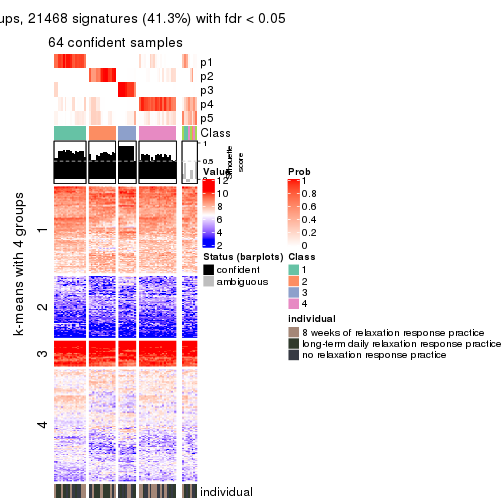 ups, 21468 signatures (41.3%) with fdr < 0.05
64 confident samples
p1
p2
p3
p4
p5
Class
1
0.5
0
silhouette
score
k-means with 4 groups
1
2
3
4
individual
Value
12
10
8
6
4
2
Status (barplots)
confident
ambiguous
Prob
1
0.8
0.6
0.4
0.2
0
Class
1
2
3
4
individual
8 weeks of relaxation response practice
long-term daily relaxation response practice
no relaxation response practice